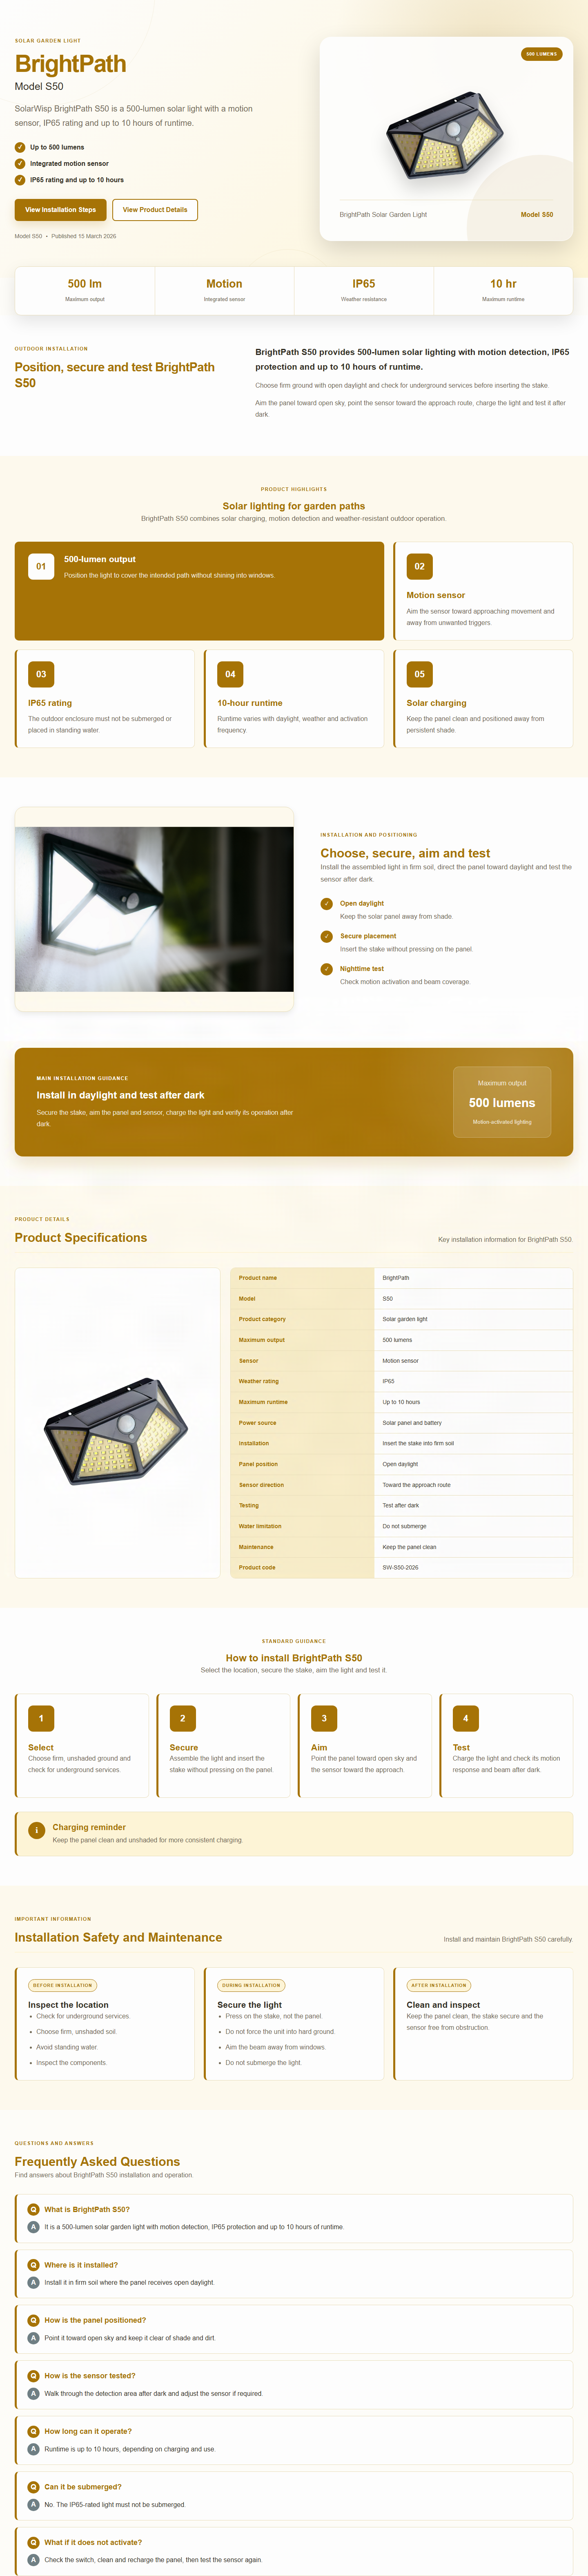 SOLAR GARDEN LIGHT
BrightPath
Model S50
SolarWisp BrightPath S50 is a 500-lumen solar light with a motion
sensor, IP65 rating and up to 10 hours of runtime.
✓ Up to 500 lumens
✓ Integrated motion sensor
✓ IP65 rating and up to 10 hours
View Installation Steps
View Product Details
Model S50 • Published 15 March 2026
500 LUMENS
BrightPath Solar Garden Light
Model S50
500 lm
Maximum output
Motion
Integrated sensor
IP65
Weather resistance
10 hr
Maximum runtime
OUTDOOR INSTALLATION
Position, secure and test BrightPath
S50
BrightPath S50 provides 500-lumen solar lighting with motion detection, IP65
protection and up to 10 hours of runtime.
Choose firm ground with open daylight and check for underground services before inserting the stake.
Aim the panel toward open sky, point the sensor toward the approach route, charge the light and test it after
dark.
PRODUCT HIGHLIGHTS
Solar lighting for garden paths
BrightPath S50 combines solar charging, motion detection and weather-resistant outdoor operation.
01
500-lumen output
Position the light to cover the intended path without shining into windows.
02
Motion sensor
Aim the sensor toward approaching movement and
away from unwanted triggers.
03
IP65 rating
The outdoor enclosure must not be submerged or
placed in standing water.
04
10-hour runtime
Runtime varies with daylight, weather and activation
frequency.
05
Solar charging
Keep the panel clean and positioned away from
persistent shade.
INSTALLATION AND POSITIONING
Choose, secure, aim and test
Install the assembled light in firm soil, direct the panel toward daylight and test the
sensor after dark.
✓ Open daylight
Keep the solar panel away from shade.
✓ Secure placement
Insert the stake without pressing on the panel.
✓ Nighttime test
Check motion activation and beam coverage.
MAIN INSTALLATION GUIDANCE
Install in daylight and test after dark
Secure the stake, aim the panel and sensor, charge the light and verify its operation after
dark.
Maximum output
500 lumens
Motion-activated lighting
PRODUCT DETAILS
Product Specifications
Key installation information for BrightPath S50.
Product name BrightPath
Model S50
Product category Solar garden light
Maximum output 500 lumens
Sensor Motion sensor
Weather rating IP65
Maximum runtime Up to 10 hours
Power source Solar panel and battery
Installation Insert the stake into firm soil
Panel position Open daylight
Sensor direction Toward the approach route
Testing Test after dark
Water limitation Do not submerge
Maintenance Keep the panel clean
Product code SW-S50-2026
STANDARD GUIDANCE
How to install BrightPath S50
Select the location, secure the stake, aim the light and test it.
1
Select
Choose firm, unshaded ground and
check for underground services.
2
Secure
Assemble the light and insert the
stake without pressing on the panel.
3
Aim
Point the panel toward open sky and
the sensor toward the approach.
4
Test
Charge the light and check its motion
response and beam after dark.
i
Charging reminder
Keep the panel clean and unshaded for more consistent charging.
IMPORTANT INFORMATION
Installation Safety and Maintenance
Install and maintain BrightPath S50 carefully.
BEFORE INSTALLATION
Inspect the location
• Check for underground services.
• Choose firm, unshaded soil.
• Avoid standing water.
• Inspect the components.
DURING INSTALLATION
Secure the light
• Press on the stake, not the panel.
• Do not force the unit into hard ground.
• Aim the beam away from windows.
• Do not submerge the light.
AFTER INSTALLATION
Clean and inspect
Keep the panel clean, the stake secure and the
sensor free from obstruction.
QUESTIONS AND ANSWERS
Frequently Asked Questions
Find answers about BrightPath S50 installation and operation.
Q What is BrightPath S50?
A It is a 500-lumen solar garden light with motion detection, IP65 protection and up to 10 hours of runtime.
Q Where is it installed?
A Install it in firm soil where the panel receives open daylight.
Q How is the panel positioned?
A Point it toward open sky and keep it clear of shade and dirt.
Q How is the sensor tested?
A Walk through the detection area after dark and adjust the sensor if required.
Q How long can it operate?
A Runtime is up to 10 hours, depending on charging and use.
Q Can it be submerged?
A No. The IP65-rated light must not be submerged.
Q What if it does not activate?
A Check the switch, clean and recharge the panel, then test the sensor again.